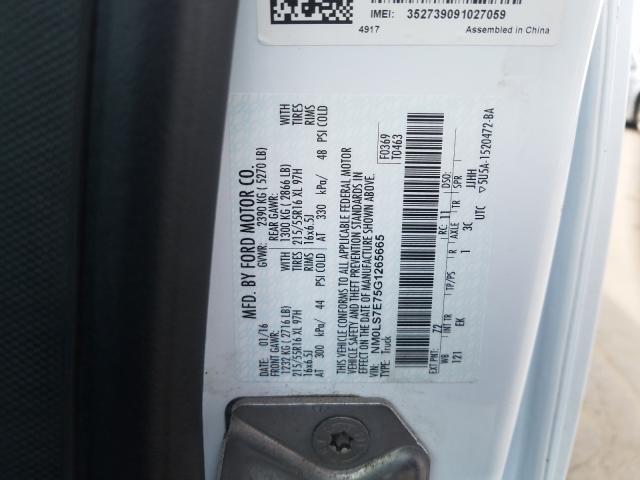 IMEI: 352739091027059
4917 Assembled in China
MFD. BY FORD MOTOR CO.
DATE: 01/16 GVWR: 2390 KG ( 5270 LB)
FRONT GAWR: REAR GAWR: WITH
1232 KG ( 2716 LB) 1300 KG ( 2866 LB) TIRES
215/55R16 XL 97H 215/55R16 XL 97H RIMS
16x6.5J 16x6.5J
AT 300 kPa/ 44 PSI COLD AT 330 kPa/ 48 PSI COLD
THIS VEHICLE CONFORMS TO ALL APPLICABLE FEDERAL MOTOR
VEHICLE SAFETY AND THEFT PREVENTION STANDARDS IN
EFFECT ON THE DATE OF MANUFACTURE SHOWN ABOVE.
VIN: NM0LS7E75G1265665
TYPE: Truck
F0369
T0463
EXT PNT: Z2 RC: 11 DSO:
WB INT TR TP/PS R AXLE TR SPR
121 EK 1 3C JJHH
UTC ▽5U5A-1520472-BA
WITH
TIRES
RIMS